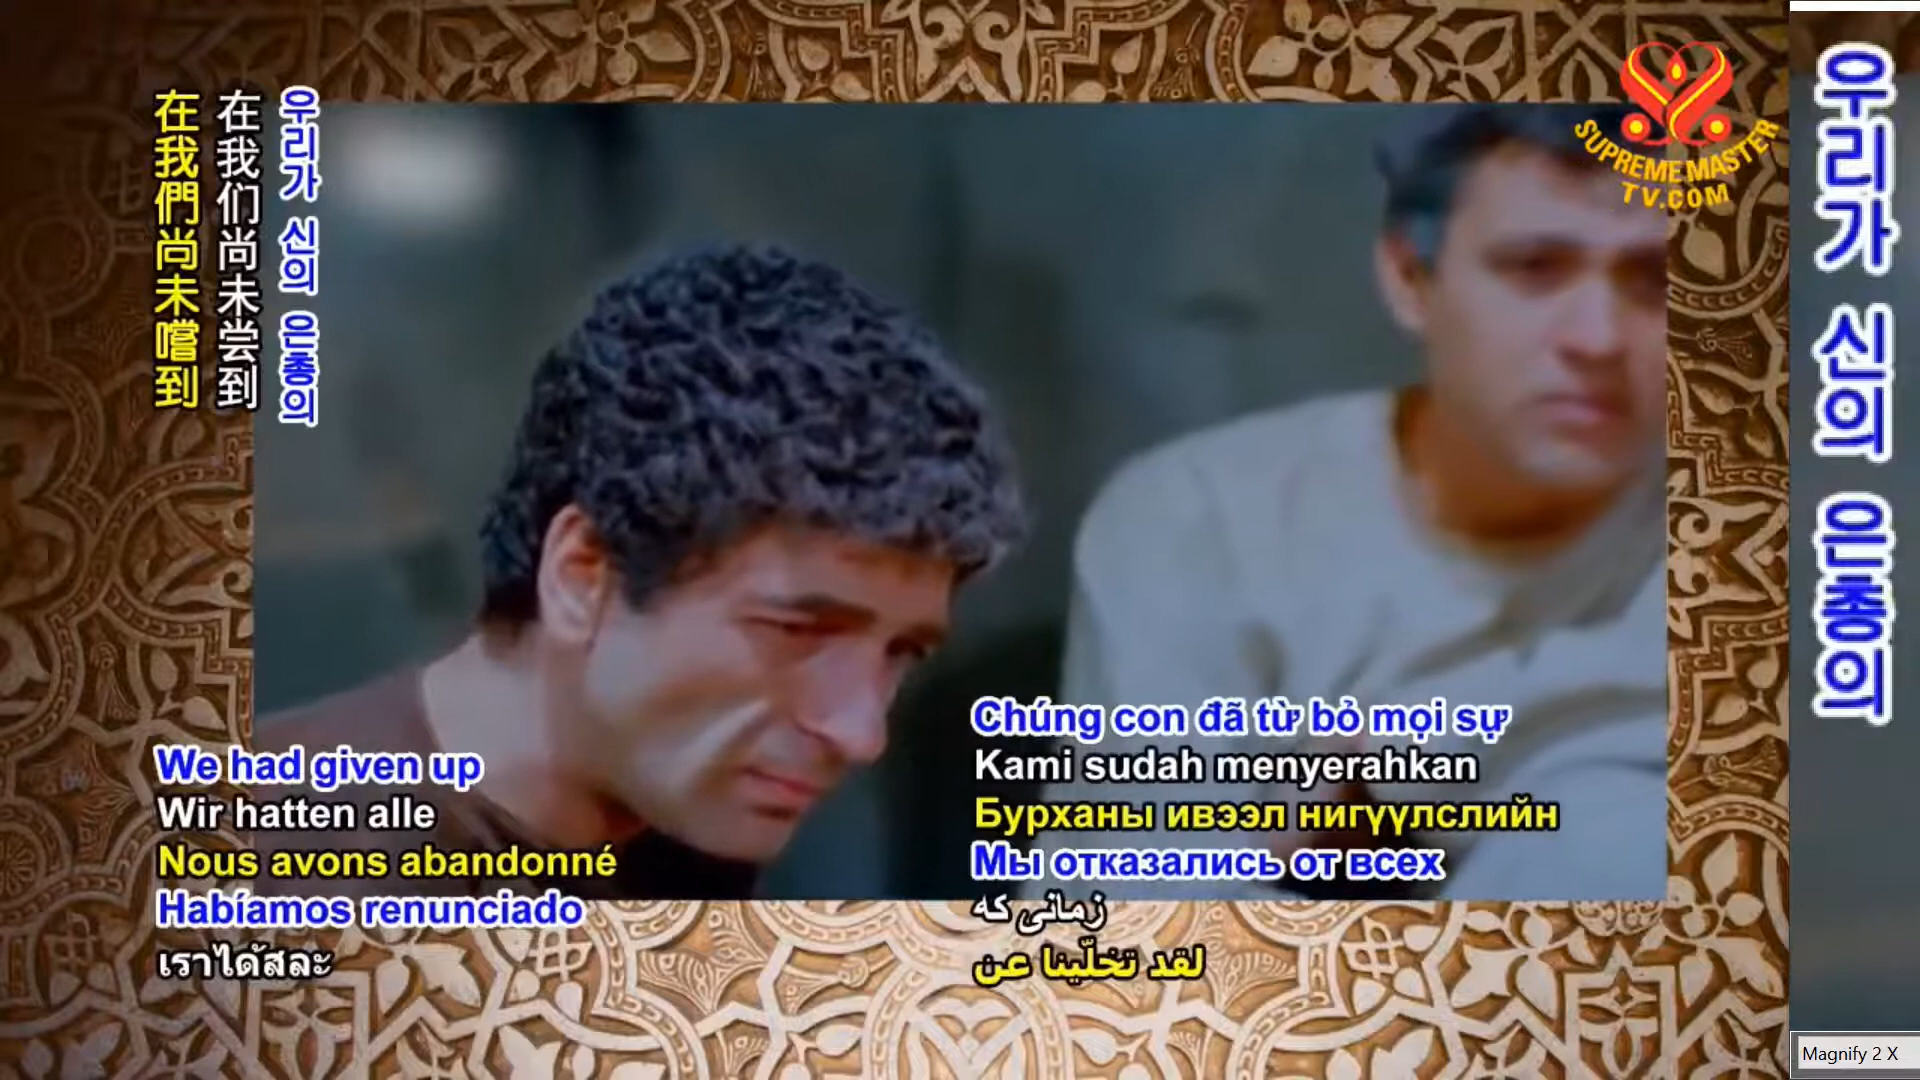 在我們尚未嚐到
在我们尚未尝到
우리가 신의 은총의
SUPREME MASTER
TV.COM
We had given up
Wir hatten alle
Nous avons abandonné
Habíamos renunciado
เราได้สละ
Chúng con đã từ bỏ mọi sự
Kami sudah menyerahkan
Бурханы ивээл нигүүлслийн
Мы отказались от всех
زمانی که
لقد تخلّينا عن
우리가 신의 은총의
Magnify 2 X